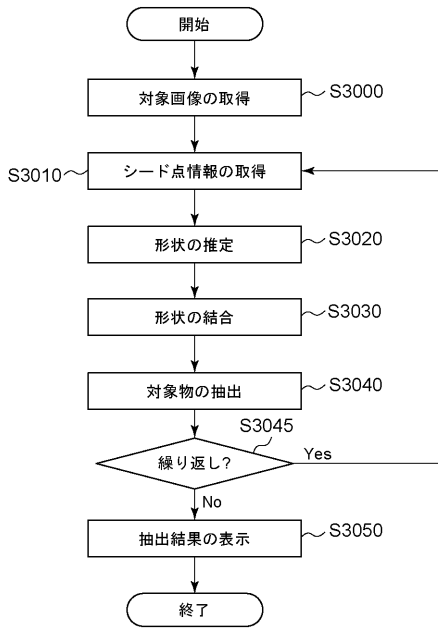 開始
対象画像の取得
S3000
S3010
シード点情報の取得
形状の推定
S3020
形状の結合
S3030
対象物の抽出
S3040
S3045
繰り返し?
Yes
No
抽出結果の表示
S3050
終了